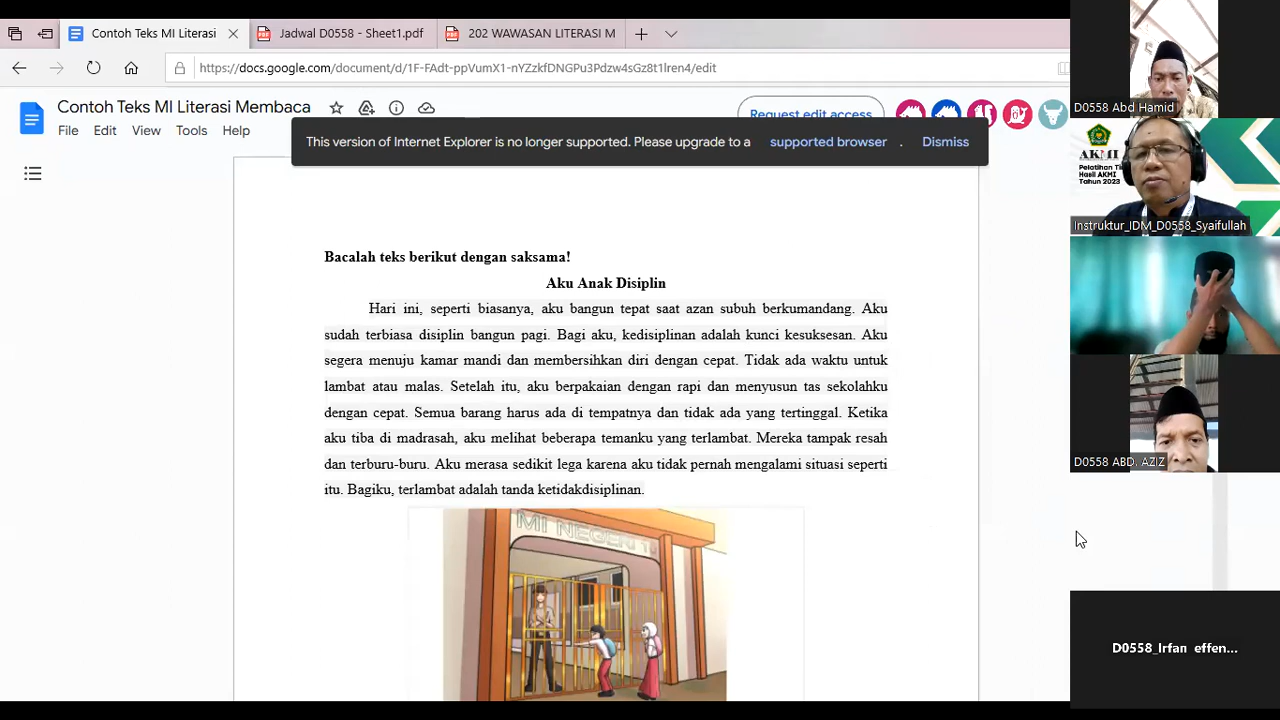 Contoh Teks MI Literasi
Jadwal D0558 - Sheet1.pdf
202 WAWASAN LITERASI M
https://docs.google.com/document/d/1F-FAdt-ppVumX1-nYZzkfDNGPu3Pdzw4sGz8t1lren4/edit
Contoh Teks MI Literasi Membaca
Request edit access
File Edit View Tools Help
This version of Internet Explorer is no longer supported. Please upgrade to a supported browser . Dismiss
Bacalah teks berikut dengan saksama!
Aku Anak Disiplin
Hari ini, seperti biasanya, aku bangun tepat saat azan subuh berkumandang. Aku
sudah terbiasa disiplin bangun pagi. Bagi aku, kedisiplinan adalah kunci kesuksesan. Aku
segera menuju kamar mandi dan membersihkan diri dengan cepat. Tidak ada waktu untuk
lambat atau malas. Setelah itu, aku berpakaian dengan rapi dan menyusun tas sekolahku
dengan cepat. Semua barang harus ada di tempatnya dan tidak ada yang tertinggal. Ketika
aku tiba di madrasah, aku melihat beberapa temanku yang terlambat. Mereka tampak resah
dan terburu-buru. Aku merasa sedikit lega karena aku tidak pernah mengalami situasi seperti
itu. Bagiku, terlambat adalah tanda ketidakdisiplinan.
MI NEGERI 1
D0558 Abd Hamid
AKMI
Pelatihan
Hasil AKMI
Tahun 2023
Instruktur_IDM_D0558_Syaifullah
D0558 ABD. AZIZ
D0558_Irfan effen...